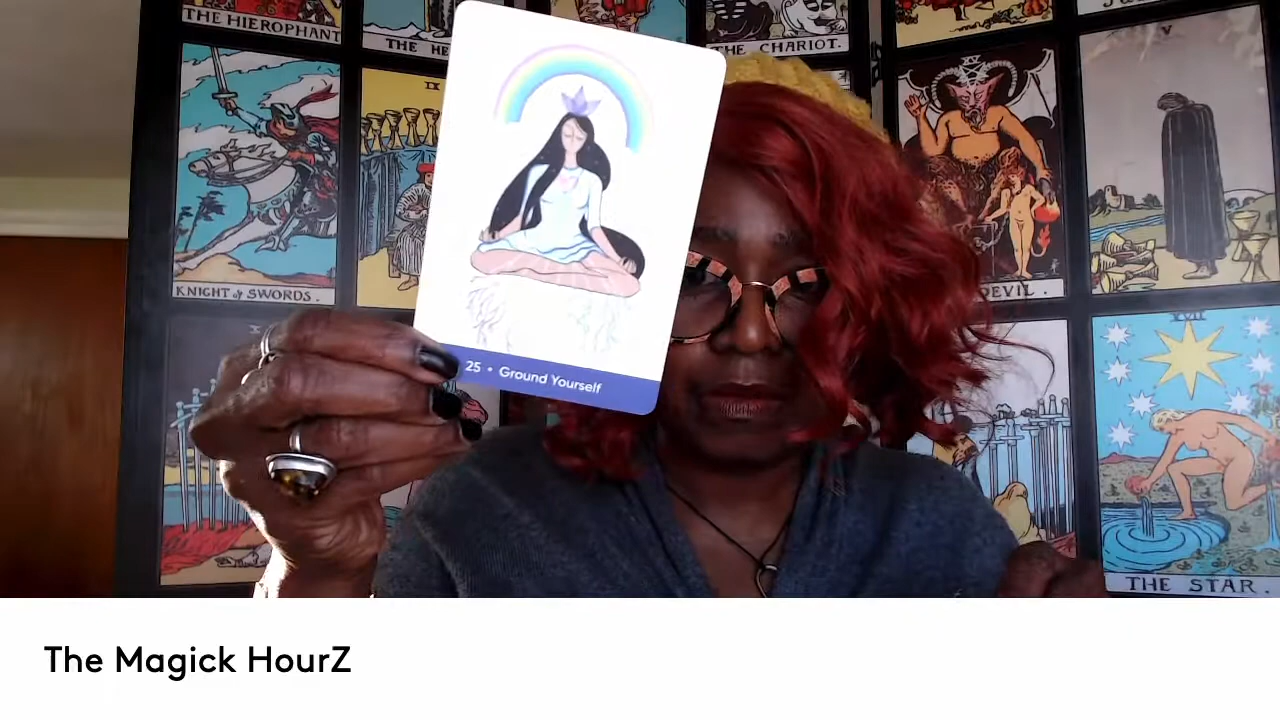 THE HIEROPHANT
THE HE
THE CHARIOT.
IX
XV
V
KNIGHT of SWORDS.
DEVIL.
25 • Ground Yourself
XVII
THE STAR.
The Magick HourZ